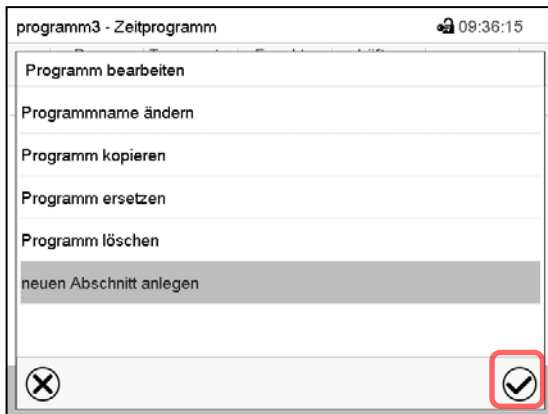 programm3 - Zeitprogramm 09:36:15
Programm bearbeiten
Programmname ändern
Programm kopieren
Programm ersetzen
Programm löschen
neuen Abschnitt anlegen